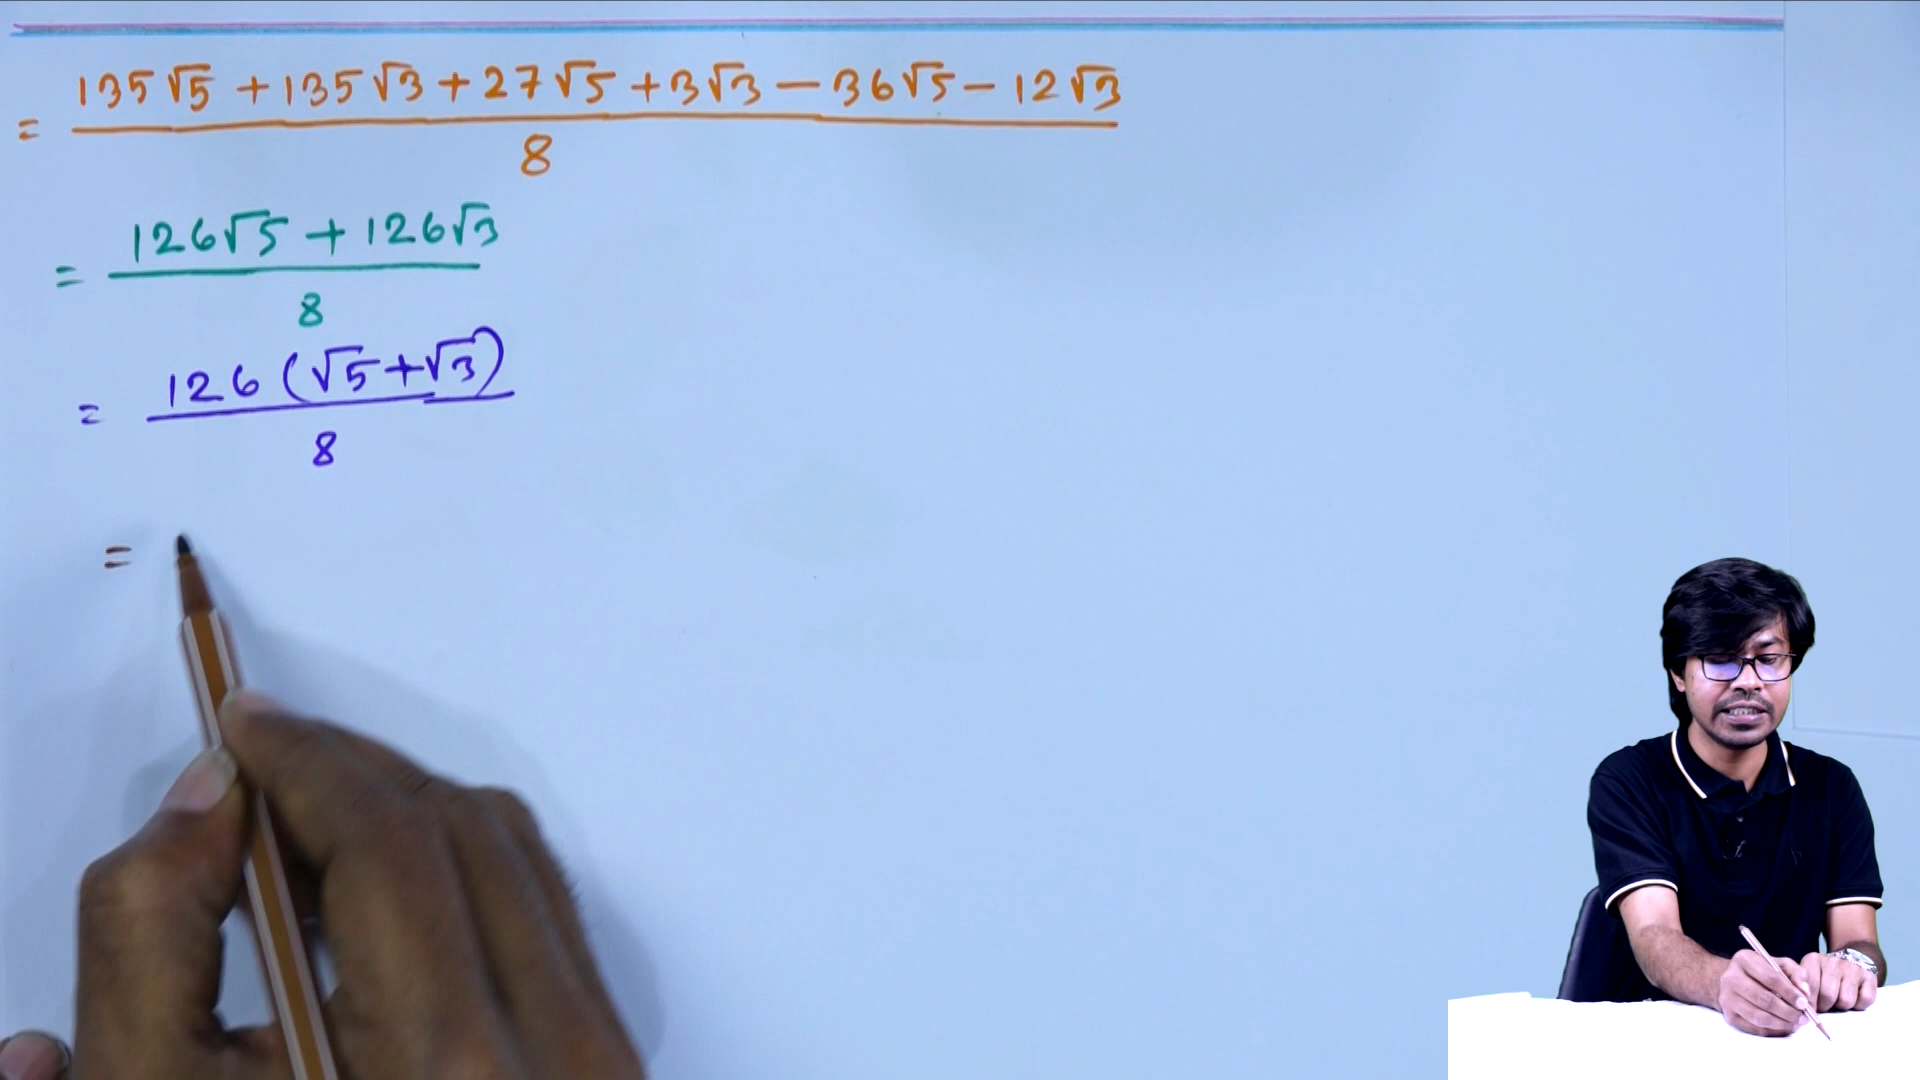 = (135√5 + 135√3 + 27√5 + 3√3 − 36√5 − 12√3) / 8
= (126√5 + 126√3) / 8
= 126(√5+√3) / 8
=